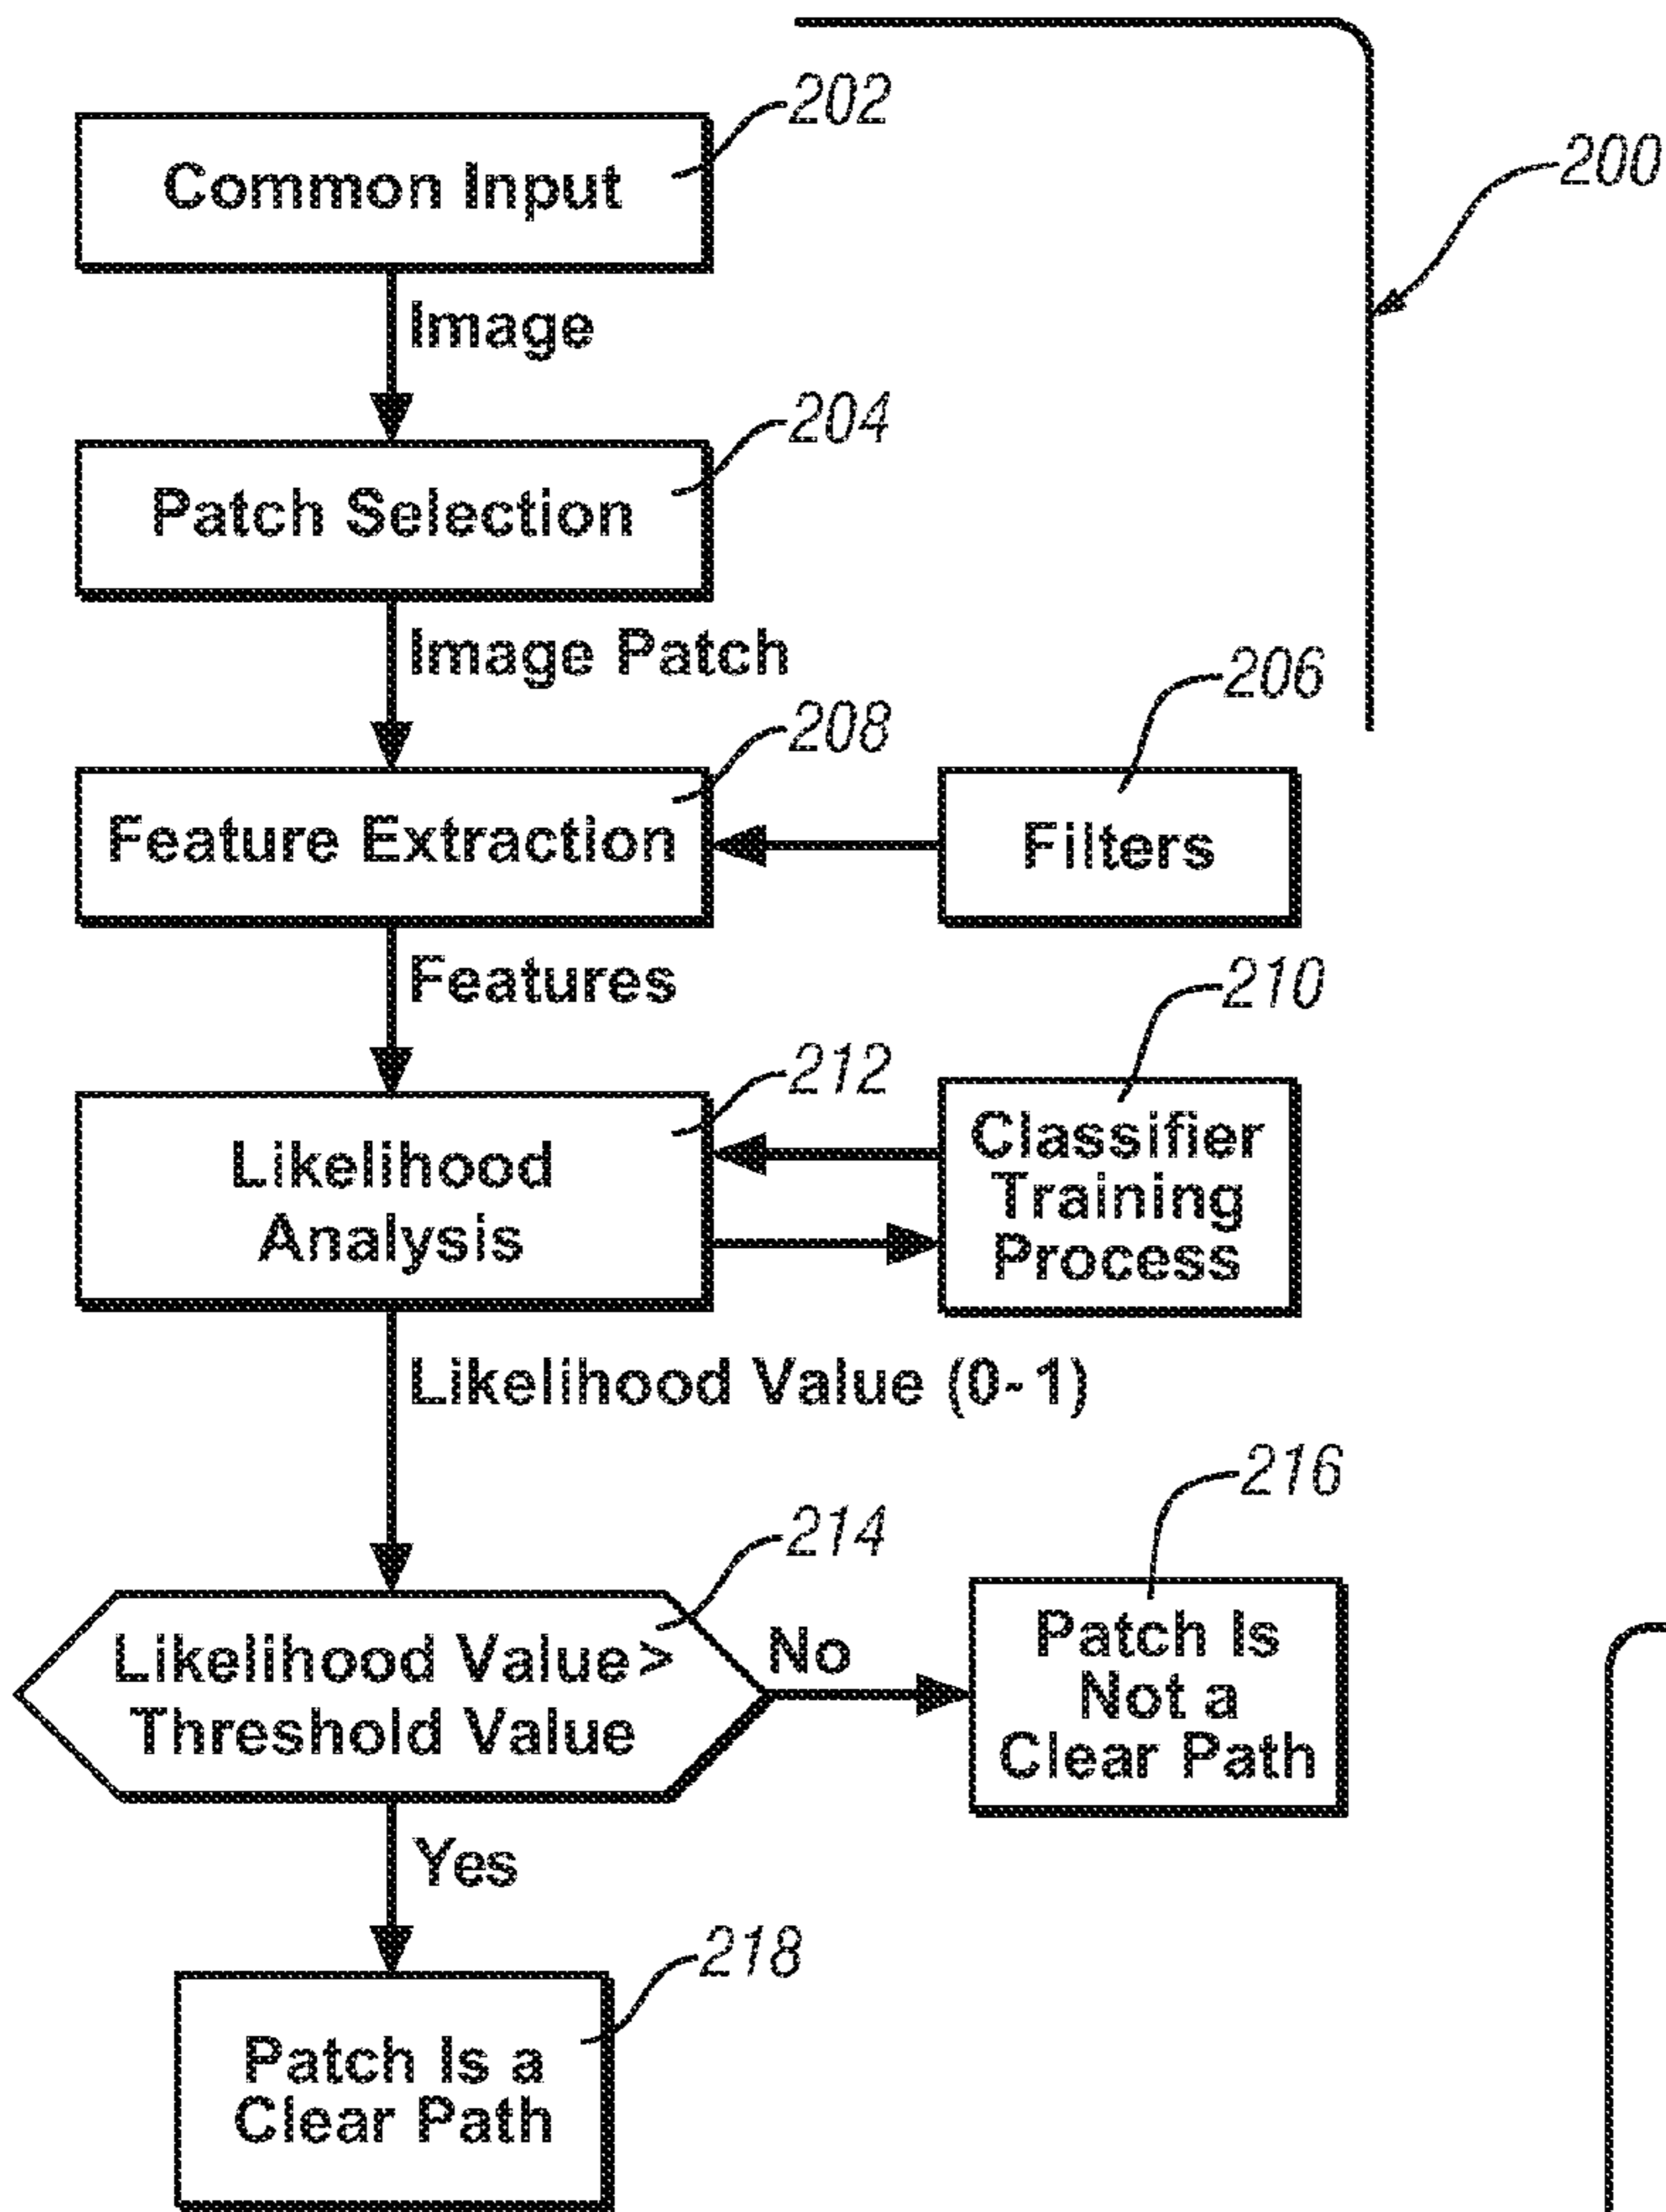 202
Common Input
200
Image
204
Patch Selection
Image Patch
206
208
Feature Extraction
Filters
Features
210
212
Likelihood
Analysis
Classifier
Training
Process
Likelihood Value (0-1)
216
214
Likelihood Value >
Threshold Value
No
Patch Is
Not a
Clear Path
Yes
218
Patch Is a
Clear Path